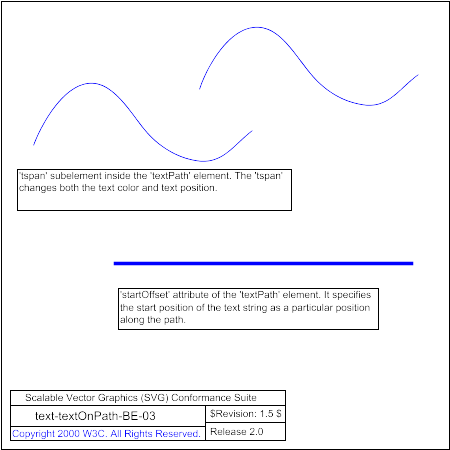 'tspan' subelement inside the 'textPath' element. The 'tspan'
changes both the text color and text position.
'startOffset' attribute of the 'textPath' element. It specifies
the start position of the text string as a particular position
along the path.
Scalable Vector Graphics (SVG) Conformance Suite
text-textOnPath-BE-03
$Revision: 1.5 $
Copyright 2000 W3C. All Rights Reserved.
Release 2.0